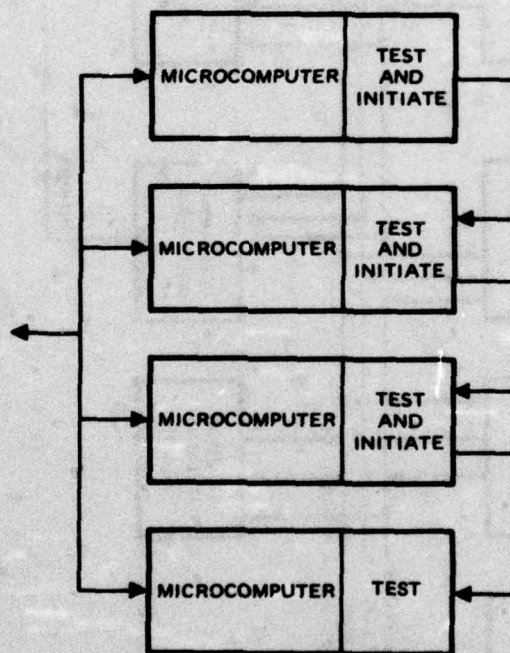 MICROCOMPUTER
TEST
AND
INITIATE
MICROCOMPUTER
TEST
AND
INITIATE
MICROCOMPUTER
TEST
AND
INITIATE
MICROCOMPUTER
TEST